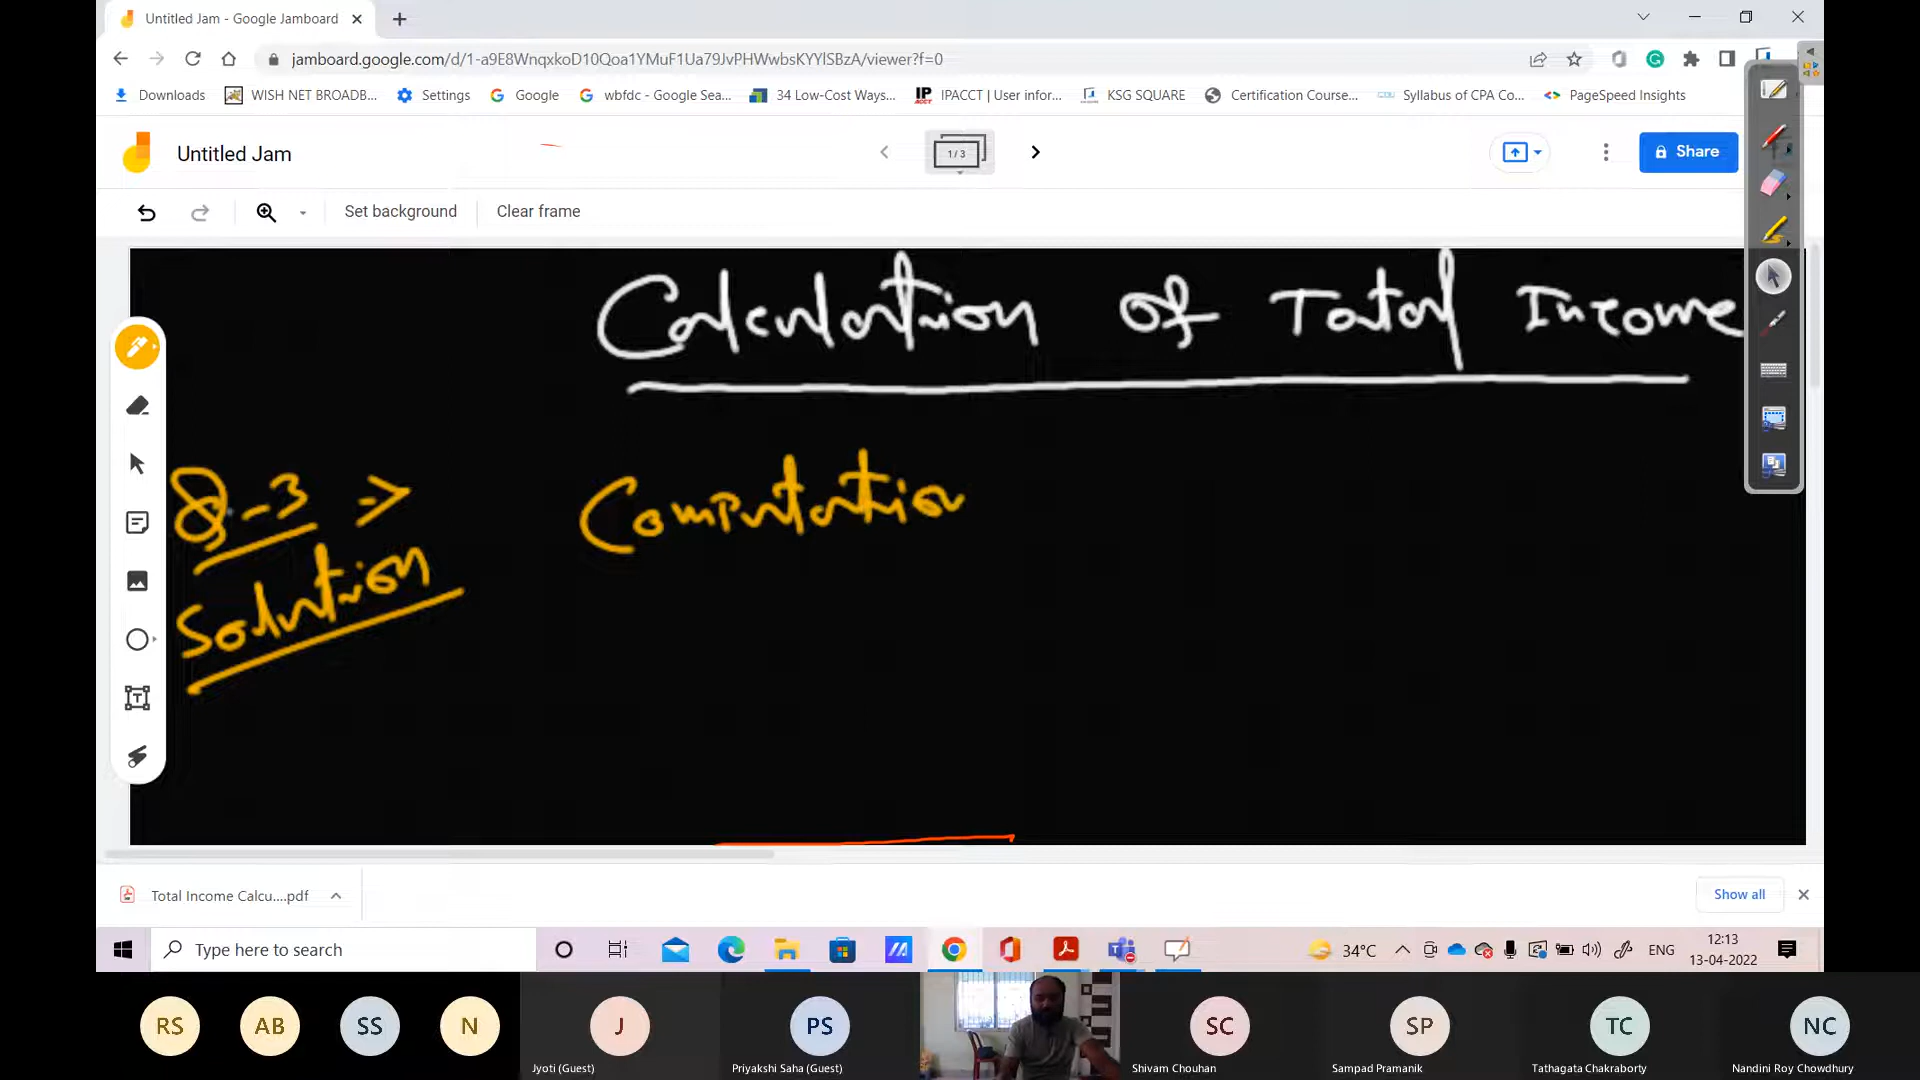 Untitled Jam - Google Jamboard
jamboard.google.com/d/1-a9E8WnqxkoD10Qoa1YMuF1Ua79JvPHWwbsKYYlSBzA/viewer?f=0
Downloads WISH NET BROADB... Settings Google wbfdc - Google Sea... 34 Low-Cost Ways... IPACCT | User infor... KSG SQUARE Certification Course... Syllabus of CPA Co... PageSpeed Insights
Untitled Jam 1 / 3 Share
Set background Clear frame
Calculation of Total Income
Q-3 => Computation
Solution
Total Income Calcu....pdf Show all
Type here to search 34°C ENG 12:13
13-04-2022
RS AB SS N J PS SC SP TC NC
Jyoti (Guest) Priyakshi Saha (Guest) Shivam Chouhan Sampad Pramanik Tathagata Chakraborty Nandini Roy Chowdhury